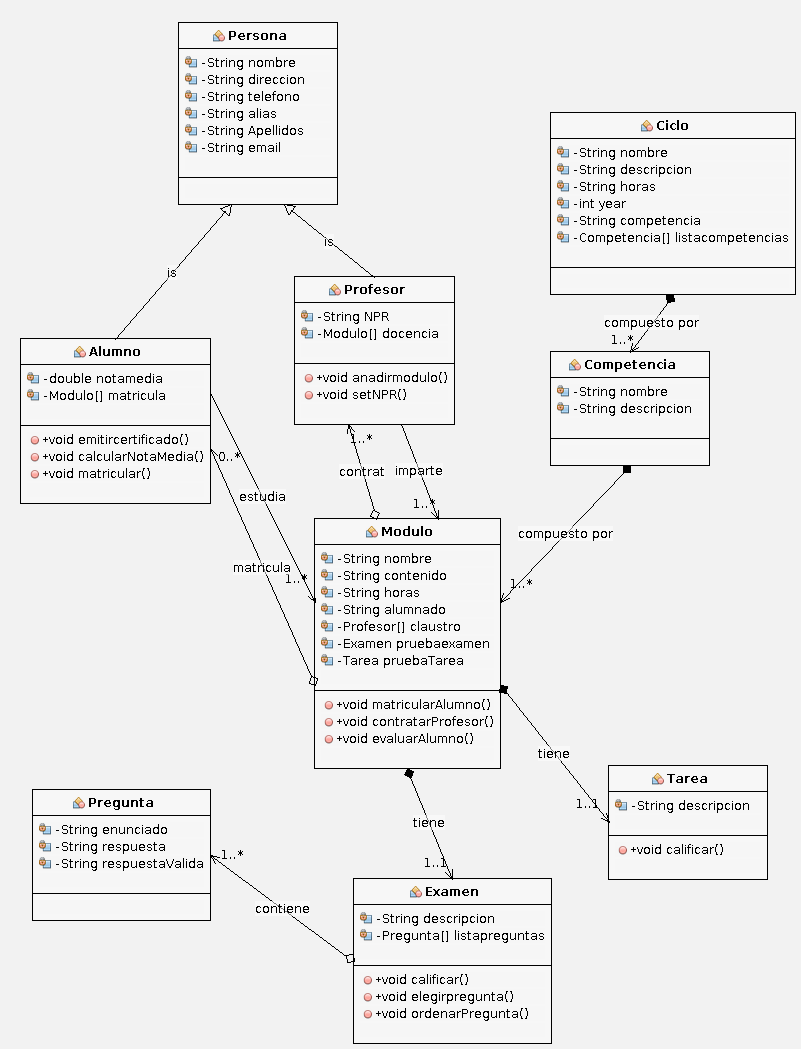 Persona
-String nombre
-String direccion
-String telefono
-String alias
-String Apellidos
-String email
Ciclo
-String nombre
-String descripcion
-String horas
-int year
-String competencia
-Competencia[] listacompetencias
is
is
Profesor
-String NPR
-Modulo[] docencia
+void anadirmodulo()
+void setNPR()
compuesto por
1..*
Alumno
-double notamedia
-Modulo[] matricula
+void emitircertificado()
+void calcularNotaMedia()
+void matricular()
Competencia
-String nombre
-String descripcion
1..*
0..*
contrat
imparte
estudia
1..*
compuesto por
matricula
1..*
1..*
Modulo
-String nombre
-String contenido
-String horas
-String alumnado
-Profesor[] claustro
-Examen pruebaexamen
-Tarea pruebaTarea
+void matricularAlumno()
+void contratarProfesor()
+void evaluarAlumno()
tiene
1..1
Tarea
-String descripcion
+void calificar()
tiene
1..1
Pregunta
-String enunciado
-String respuesta
-String respuestaValida
1..*
contiene
Examen
-String descripcion
-Pregunta[] listapreguntas
+void calificar()
+void elegirpregunta()
+void ordenarPregunta()